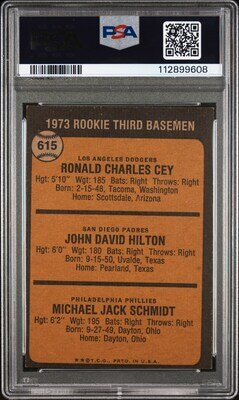 PSA
112899608
1973 ROOKIE THIRD BASEMEN
615
LOS ANGELES DODGERS
RONALD CHARLES CEY
Hgt: 5'10" Wgt: 185 Bats: Right Throws: Right
Born: 2-15-48, Tacoma, Washington
Home: Scottsdale, Arizona
SAN DIEGO PADRES
JOHN DAVID HILTON
Hgt: 6'0" Wgt: 180 Bats: Right Throws: Right
Born: 9-15-50, Uvalde, Texas
Home: Pearland, Texas
PHILADELPHIA PHILLIES
MICHAEL JACK SCHMIDT
Hgt: 6'2" Wgt: 195 Bats: Right Throws: Right
Born: 9-27-49, Dayton, Ohio
Home: Dayton, Ohio
© T.C.G. PRTD. IN U.S.A.